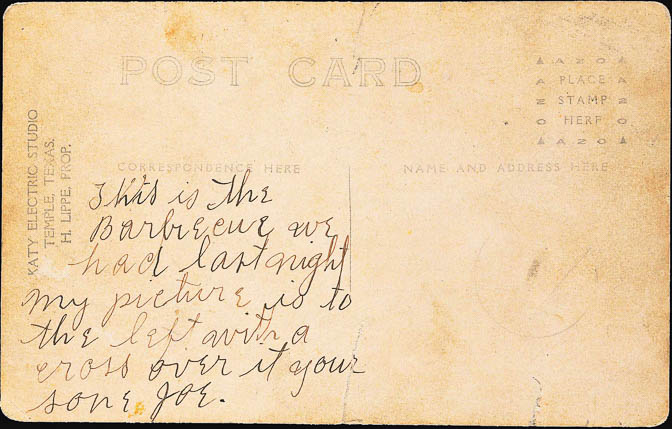 POST CARD
AZO
PLACE
STAMP
HERE
AZO
KATY ELECTRIC STUDIO
TEMPLE, TEXAS.
H. LIPPE, PROP.
CORRESPONDENCE HERE
NAME AND ADDRESS HERE
This is the
Barbecue we
had last night
my picture is to
the left with a
cross over it your
sone, Joe.